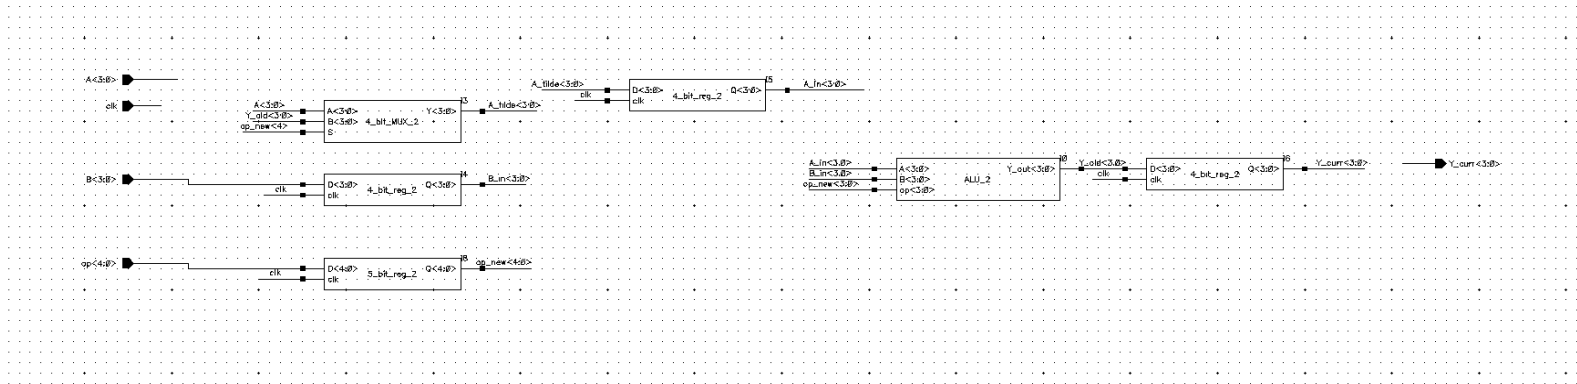 A<3:0>
clk
A<3:0>
Y_old<3:0>
op_new<4>
A<3:0>
B<3:0>
S
4_bit_MUX_2
Y<3:0>
I3
A_tilde<3:0>
A_tilde<3:0>
clk
D<3:0>
clk
4_bit_reg_2
Q<3:0>
I5
A_in<3:0>
B<3:0>
clk
D<3:0>
clk
4_bit_reg_2
Q<3:0>
I4
B_in<3:0>
A_in<3:0>
B_in<3:0>
op_new<3:0>
A<3:0>
B<3:0>
op<3:0>
ALU_2
Y_out<3:0>
I0
Y_old<3:0>
clk
D<3:0>
clk
4_bit_reg_2
Q<3:0>
I6
Y_curr<3:0>
Y_curr<3:0>
op<4:0>
clk
D<4:0>
clk
5_bit_reg_2
Q<4:0>
I8
op_new<4:0>